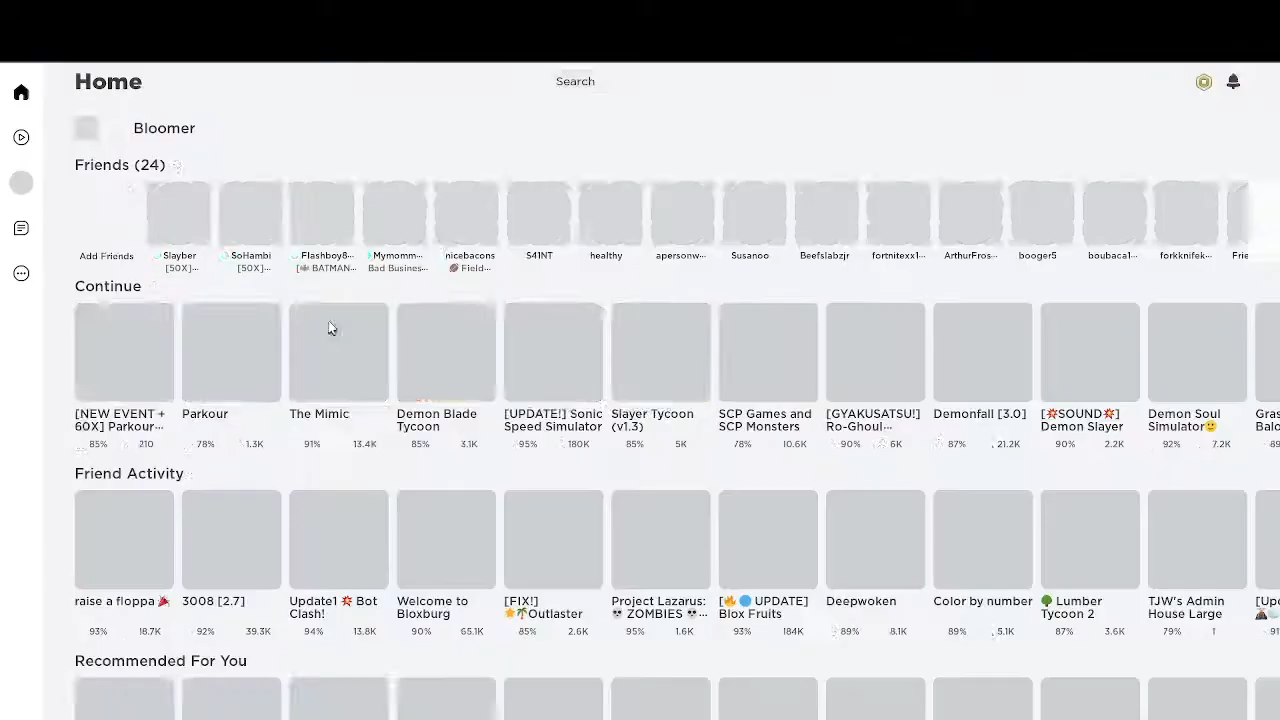 Home
Search
Bloomer
Friends (24)
Add Friends
Slayber
[50X]...
SoHambi
[50X]...
Flashboy8...
[🦇 BATMAN...
Mymomm...
Bad Busines...
nicebacons
🏈 Field...
S41NT
healthy
apersonw...
Susanoo
Beefslabzjr
fortnitexx1...
ArthurFros...
booger5
boubaca1...
forkknifek...
Frie
Continue
[NEW EVENT +
60X] Parkour...
85% 210
Parkour
78% 1.3K
The Mimic
91% 13.4K
Demon Blade
Tycoon
85% 3.1K
[UPDATE!] Sonic
Speed Simulator
95% 180K
Slayer Tycoon
(v1.3)
85% 5K
SCP Games and
SCP Monsters
78% 10.6K
[GYAKUSATSU!]
Ro-Ghoul...
90% 6K
Demonfall [3.0]
87% 21.2K
[💥SOUND💥]
Demon Slayer
90% 2.2K
Demon Soul
Simulator🙂
92% 7.2K
Friend Activity
raise a floppa 🎉
93% 18.7K
3008 [2.7]
92% 39.3K
Update1 💥 Bot
Clash!
94% 13.8K
Welcome to
Bloxburg
90% 65.1K
[FIX!]
⭐🌴Outlaster
85% 2.6K
Project Lazarus:
💀 ZOMBIES 💀...
95% 1.6K
[🔥🔵 UPDATE]
Blox Fruits
93% 184K
Deepwoken
89% 8.1K
Color by number
89% 5.1K
🌳 Lumber
Tycoon 2
87% 3.6K
TJW's Admin
House Large
79% 1
Recommended For You